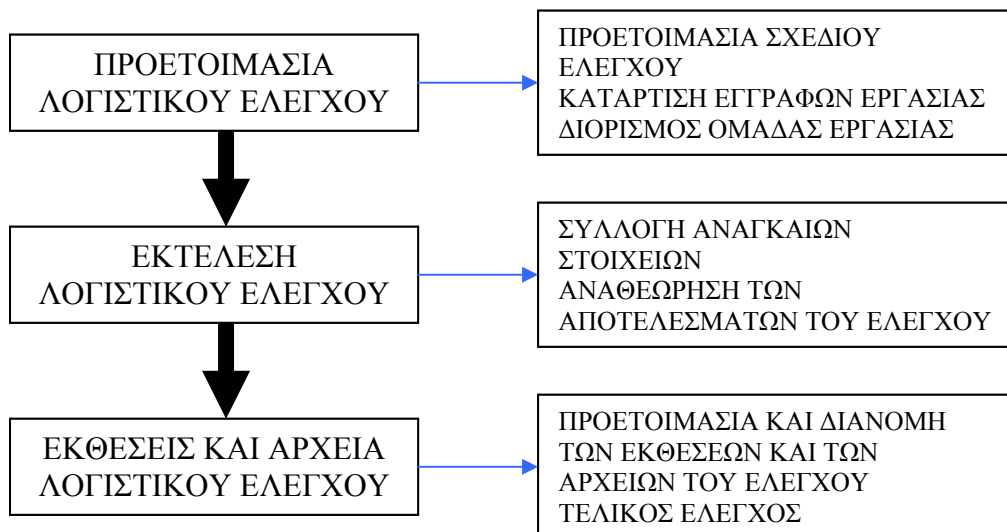 ΠΡΟΕΤΟΙΜΑΣΙΑ
ΛΟΓΙΣΤΙΚΟΥ ΕΛΕΓΧΟΥ
ΠΡΟΕΤΟΙΜΑΣΙΑ ΣΧΕΔΙΟΥ
ΕΛΕΓΧΟΥ
ΚΑΤΑΡΤΙΣΗ ΕΓΓΡΑΦΩΝ ΕΡΓΑΣΙΑΣ
ΔΙΟΡΙΣΜΟΣ ΟΜΑΔΑΣ ΕΡΓΑΣΙΑΣ
ΕΚΤΕΛΕΣΗ
ΛΟΓΙΣΤΙΚΟΥ ΕΛΕΓΧΟΥ
ΣΥΛΛΟΓΗ ΑΝΑΓΚΑΙΩΝ
ΣΤΟΙΧΕΙΩΝ
ΑΝΑΘΕΩΡΗΣΗ ΤΩΝ
ΑΠΟΤΕΛΕΣΜΑΤΩΝ ΤΟΥ ΕΛΕΓΧΟΥ
ΕΚΘΕΣΕΙΣ ΚΑΙ ΑΡΧΕΙΑ
ΛΟΓΙΣΤΙΚΟΥ ΕΛΕΓΧΟΥ
ΠΡΟΕΤΟΙΜΑΣΙΑ ΚΑΙ ΔΙΑΝΟΜΗ
ΤΩΝ ΕΚΘΕΣΕΩΝ ΚΑΙ ΤΩΝ
ΑΡΧΕΙΩΝ ΤΟΥ ΕΛΕΓΧΟΥ
ΤΕΛΙΚΟΣ ΕΛΕΓΧΟΣ